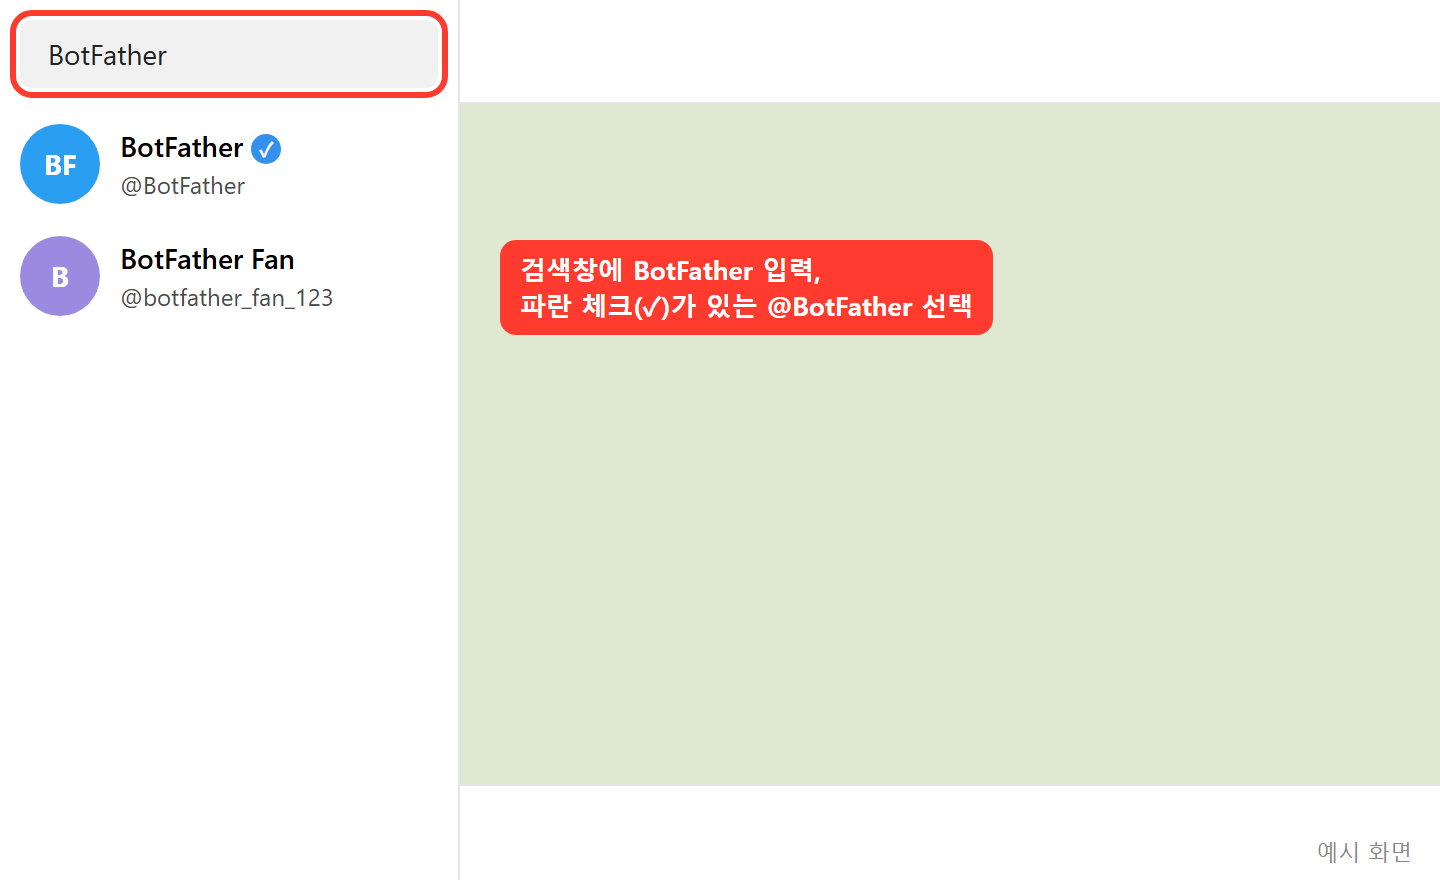 BotFather
BF
BotFather ✓
@BotFather
B
BotFather Fan
@botfather_fan_123
검색창에 BotFather 입력,
파란 체크(✓)가 있는 @BotFather 선택
예시 화면